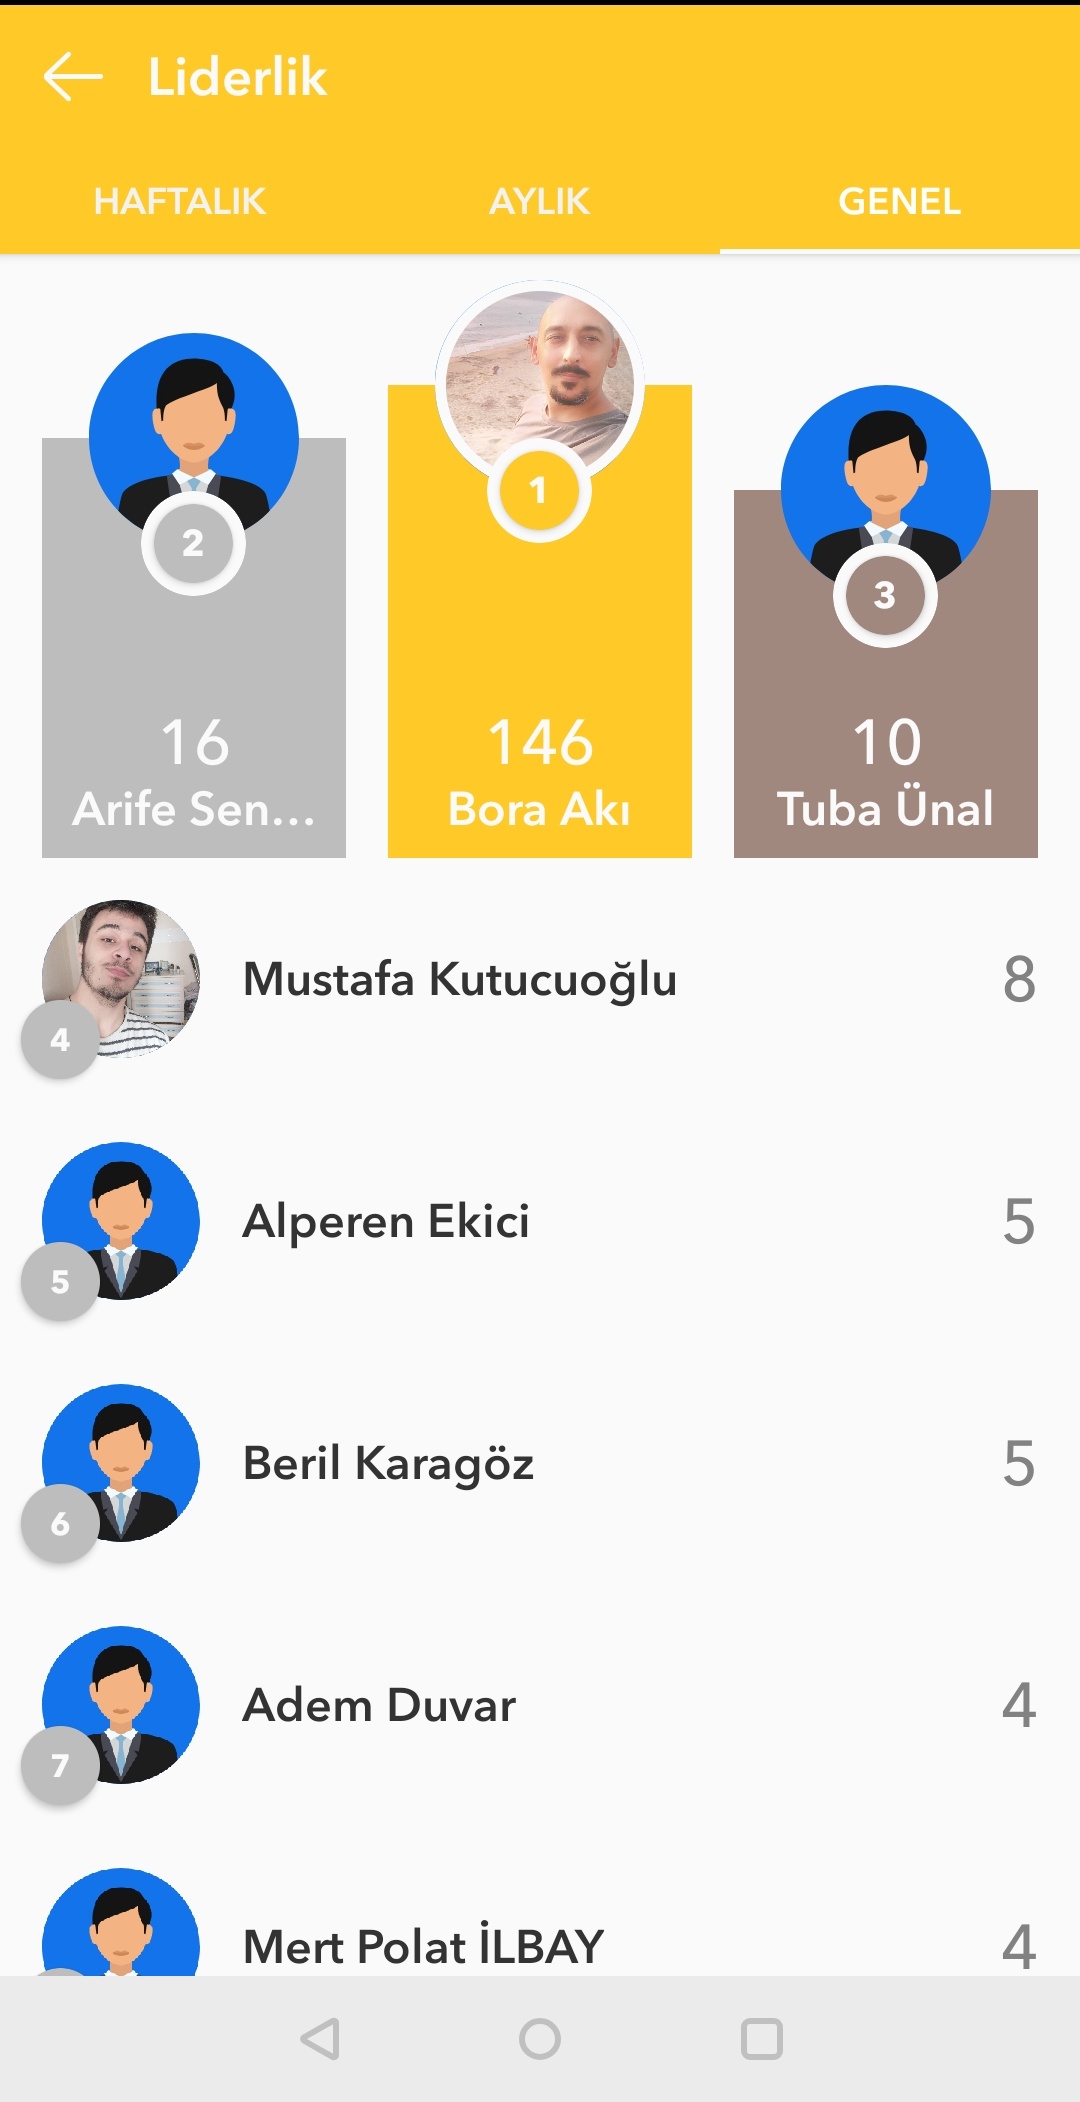 Liderlik
HAFTALIK AYLIK GENEL
2 1 3
16 146 10
Arife Sen... Bora Akı Tuba Ünal
4 Mustafa Kutucuoğlu 8
5 Alperen Ekici 5
6 Beril Karagöz 5
7 Adem Duvar 4
Mert Polat İLBAY 4